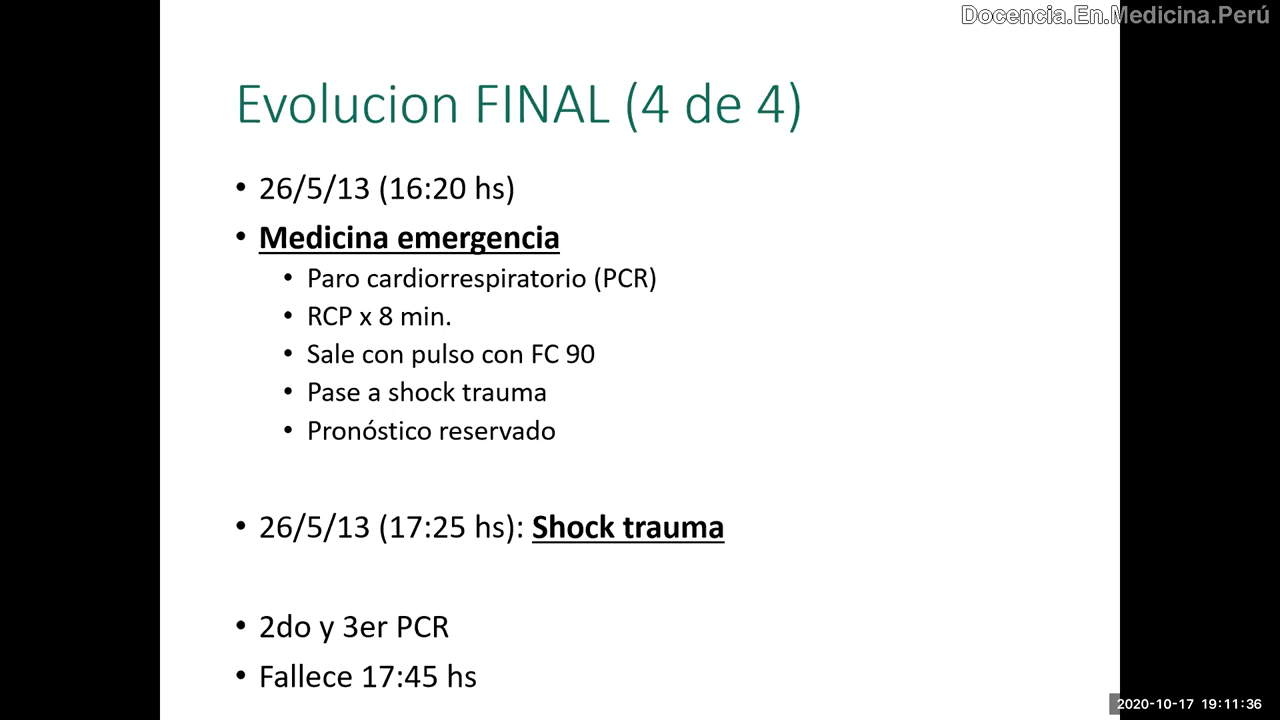 Docencia.En.Medicina.Perú
Evolucion FINAL (4 de 4)
• 26/5/13 (16:20 hs)
• Medicina emergencia
• Paro cardiorrespiratorio (PCR)
• RCP x 8 min.
• Sale con pulso con FC 90
• Pase a shock trauma
• Pronóstico reservado
• 26/5/13 (17:25 hs): Shock trauma
• 2do y 3er PCR
• Fallece 17:45 hs
2020-10-17 19:11:36